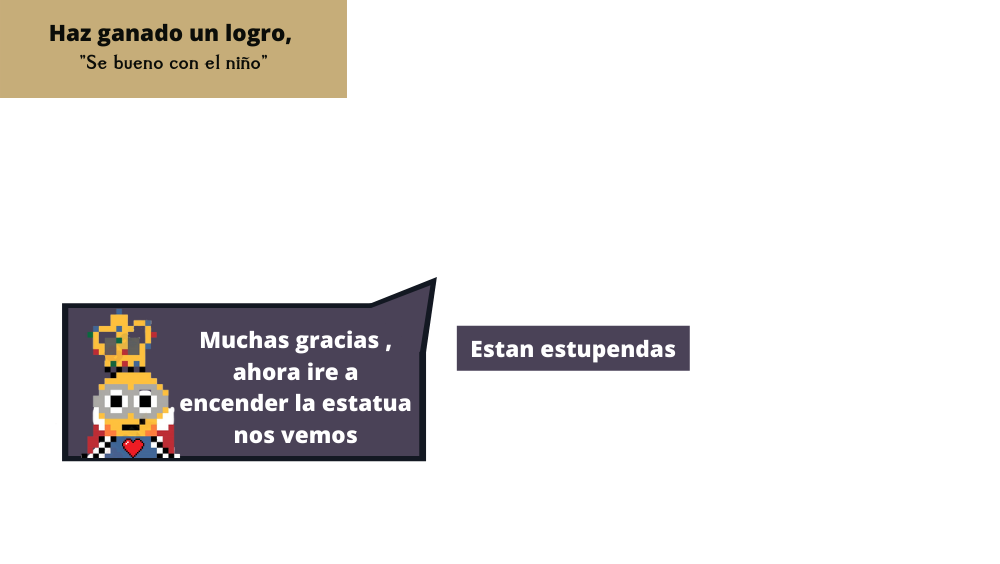 Haz ganado un logro,
"Se bueno con el niño"
Muchas gracias ,
ahora ire a
encender la estatua
nos vemos
Estan estupendas